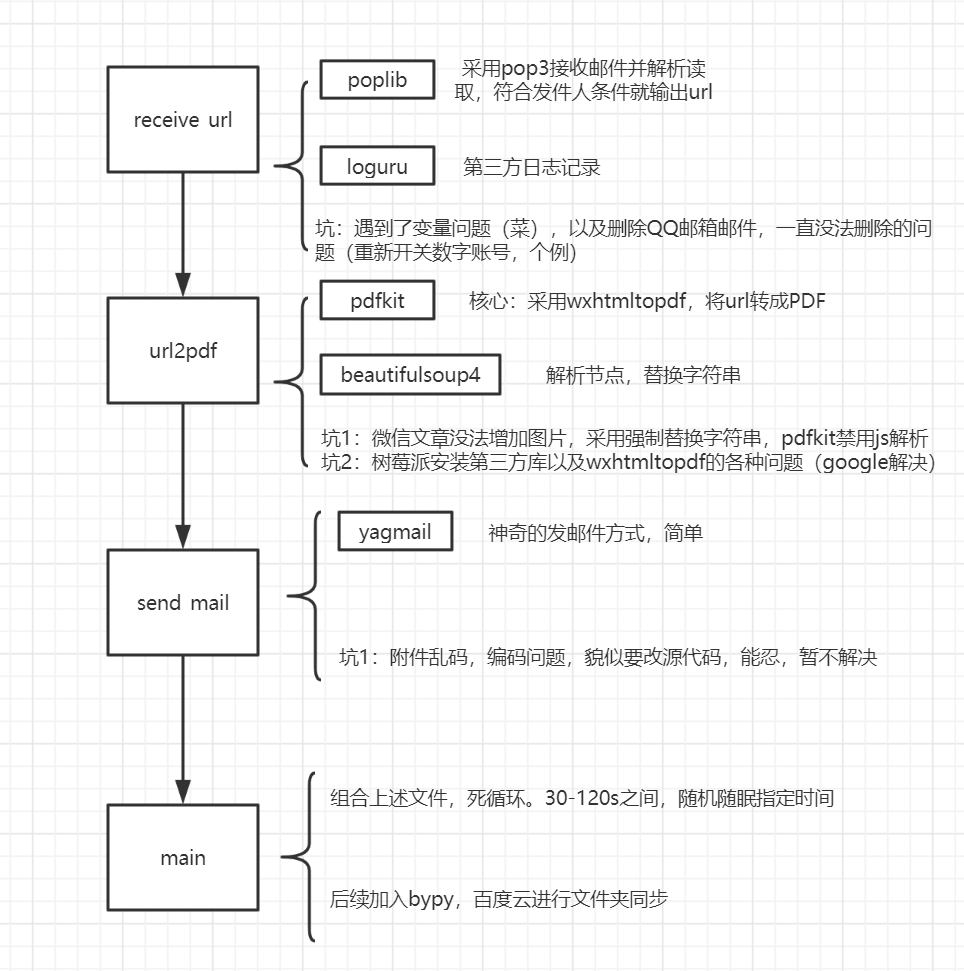 receive url
poplib
采用pop3接收邮件并解析读
取，符合发件人条件就输出url
loguru
第三方日志记录
坑：遇到了变量问题（菜），以及删除QQ邮箱邮件，一直没法删除的问
题（重新开关数字账号，个例）
url2pdf
pdfkit
核心：采用wxhtmltopdf，将url转成PDF
beautifulsoup4
解析节点，替换字符串
坑1：微信文章没法增加图片，采用强制替换字符串，pdfkit禁用js解析
坑2：树莓派安装第三方库以及wxhtmltopdf的各种问题（google解决）
send mail
yagmail
神奇的发邮件方式，简单
坑1：附件乱码，编码问题，貌似要改源代码，能忍，暂不解决
main
组合上述文件，死循环。30-120s之间，随机随眠指定时间
后续加入bypy，百度云进行文件夹同步